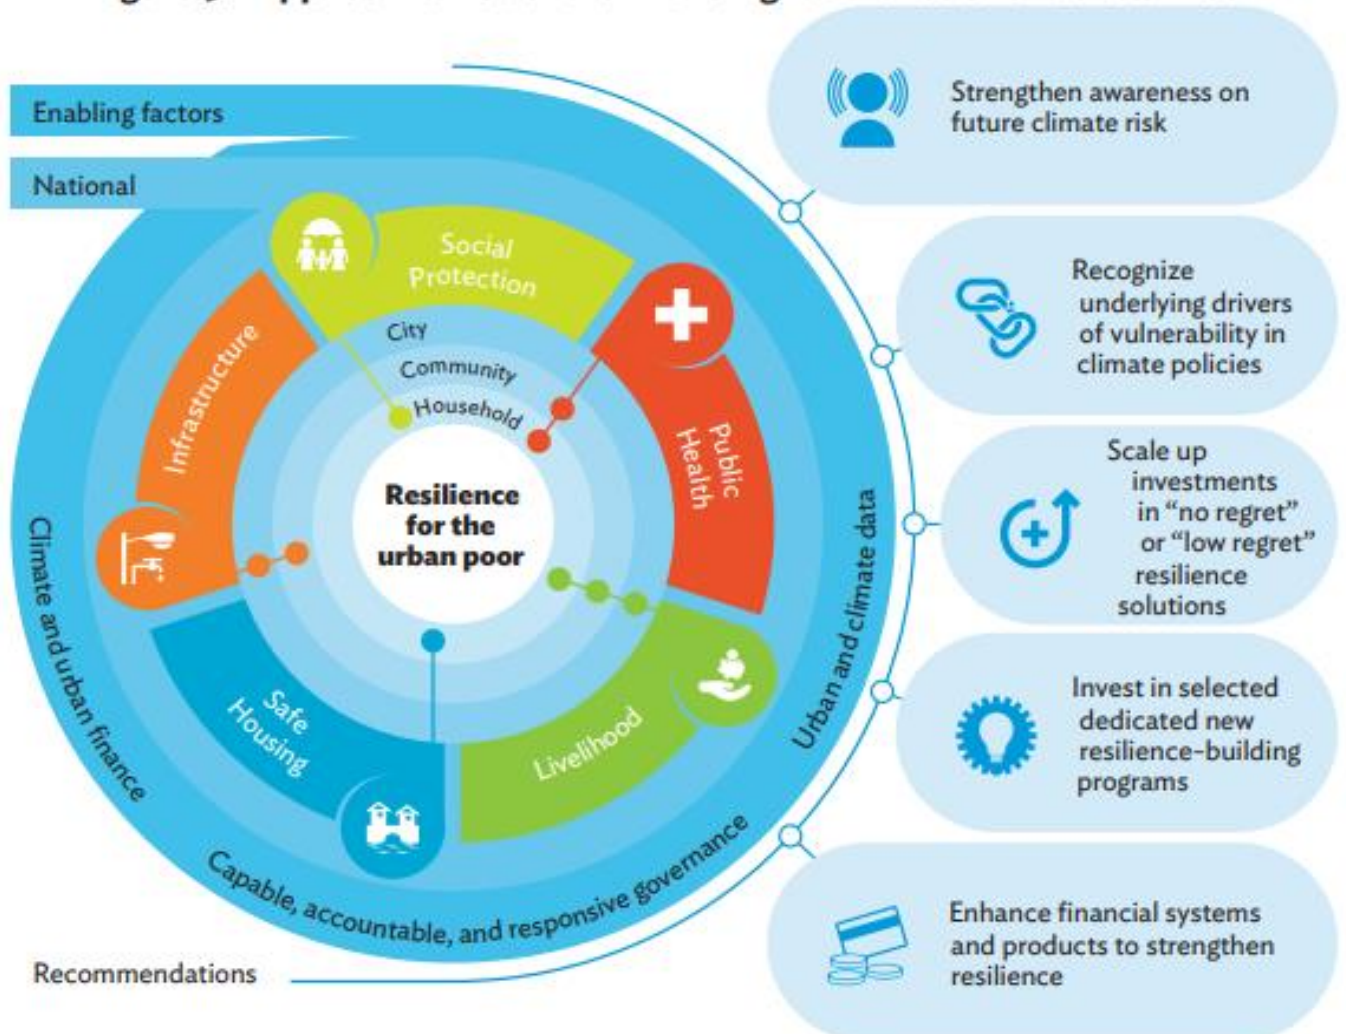 Enabling factors
National
Social
Protection
City
Community
Household
Infrastructure
Public
Health
Resilience
for the
urban poor
Safe
Housing
Livelihood
Climate and urban finance
Capable, accountable, and responsive governance
Urban and climate data
Recommendations
Strengthen awareness on
future climate risk
Recognize
underlying drivers
of vulnerability in
climate policies
Scale up
investments
in “no regret”
or “low regret”
resilience
solutions
Invest in selected
dedicated new
resilience-building
programs
Enhance financial systems
and products to strengthen
resilience